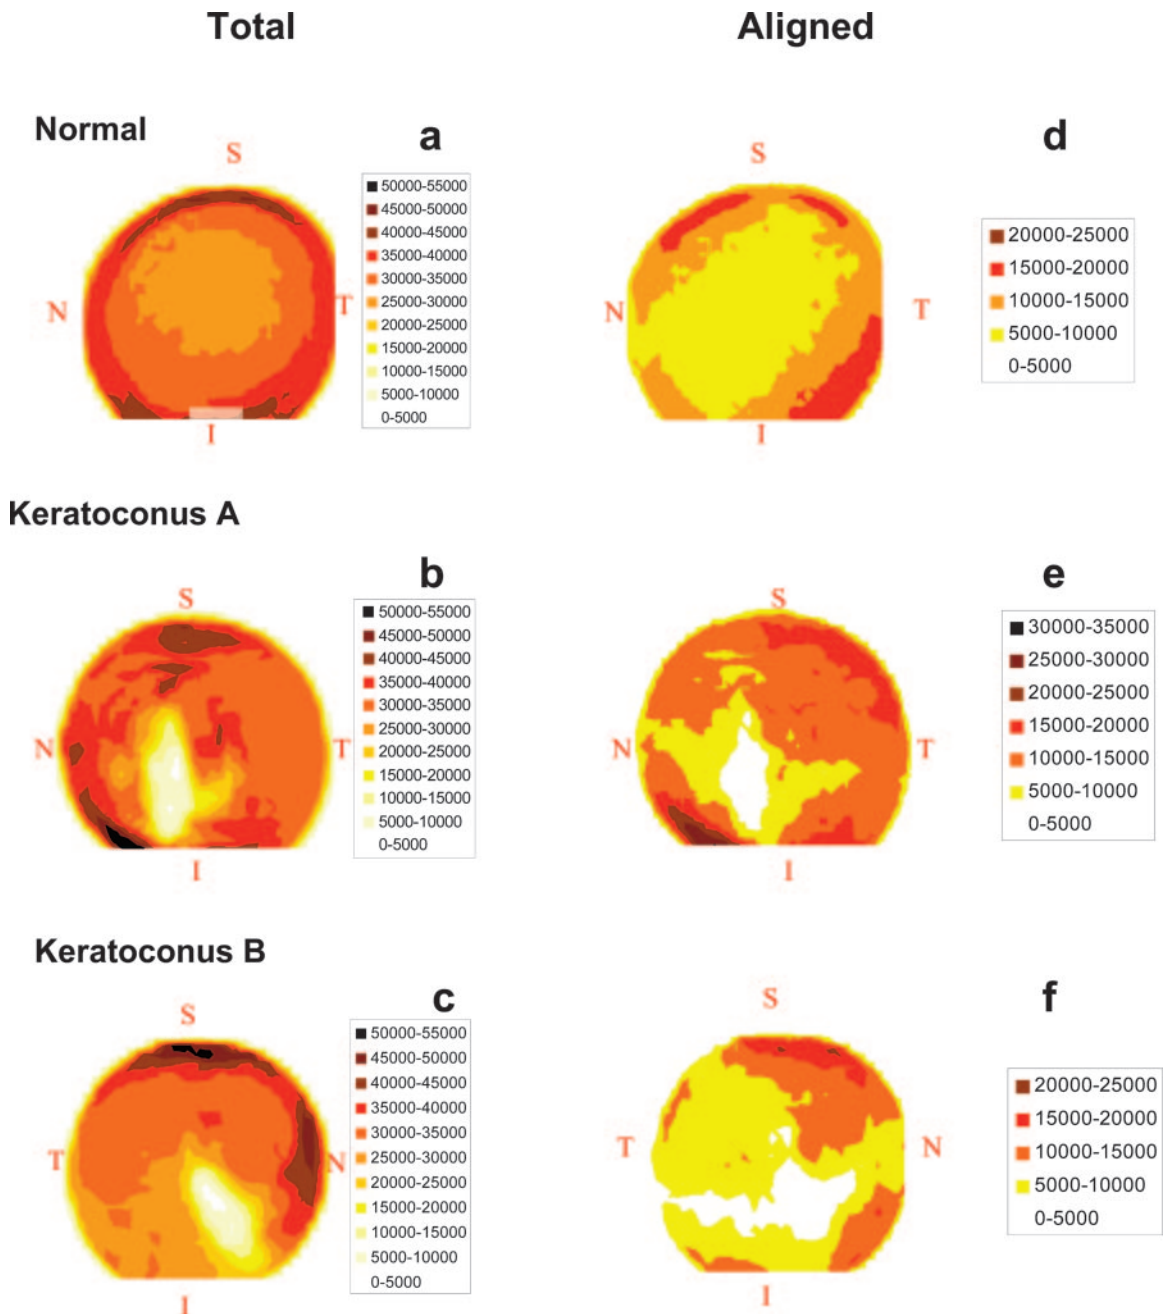 Total
Aligned
Normal
a
S
N
T
I
50000-55000
45000-50000
40000-45000
35000-40000
30000-35000
25000-30000
20000-25000
15000-20000
10000-15000
5000-10000
0-5000
d
S
N
T
I
20000-25000
15000-20000
10000-15000
5000-10000
0-5000
Keratoconus A
b
S
N
T
I
50000-55000
45000-50000
40000-45000
35000-40000
30000-35000
25000-30000
20000-25000
15000-20000
10000-15000
5000-10000
0-5000
e
S
N
T
I
30000-35000
25000-30000
20000-25000
15000-20000
10000-15000
5000-10000
0-5000
Keratoconus B
c
S
T
N
I
50000-55000
45000-50000
40000-45000
35000-40000
30000-35000
25000-30000
20000-25000
15000-20000
10000-15000
5000-10000
0-5000
f
S
T
N
I
20000-25000
15000-20000
10000-15000
5000-10000
0-5000